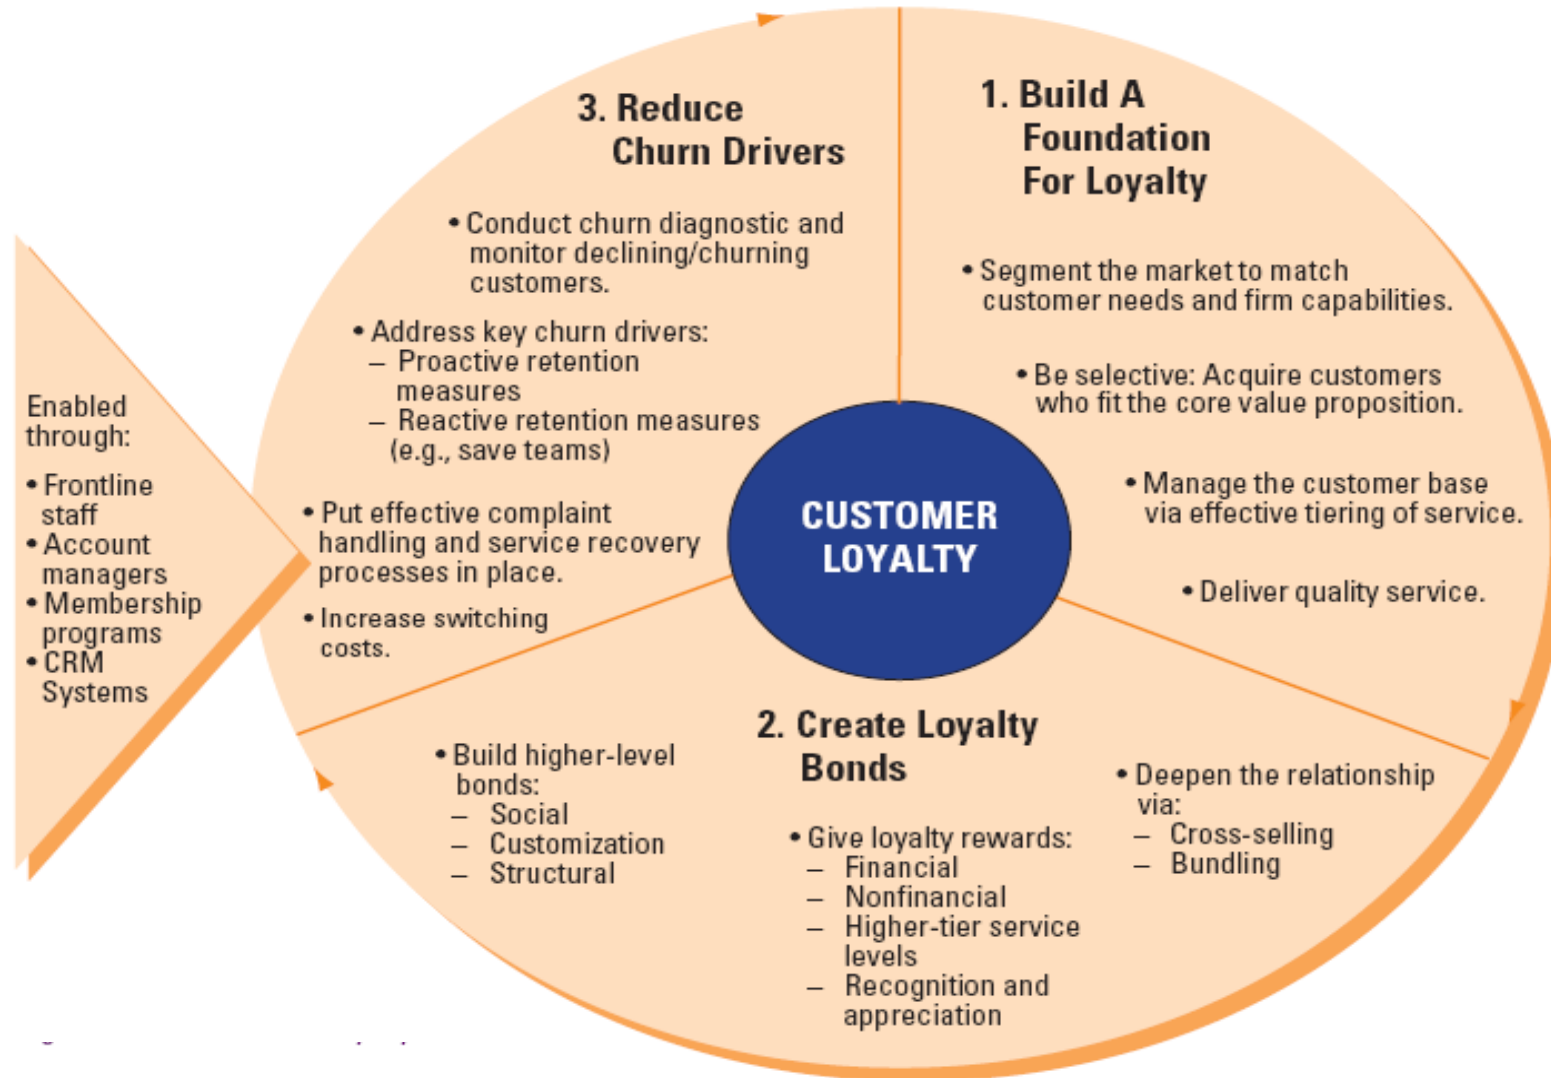 3. Reduce
Churn Drivers
• Conduct churn diagnostic and
monitor declining/churning
customers.
• Address key churn drivers:
– Proactive retention
measures
– Reactive retention measures
(e.g., save teams)
• Put effective complaint
handling and service recovery
processes in place.
• Increase switching
costs.
1. Build A
Foundation
For Loyalty
• Segment the market to match
customer needs and firm capabilities.
• Be selective: Acquire customers
who fit the core value proposition.
• Manage the customer base
via effective tiering of service.
• Deliver quality service.
Enabled
through:
• Frontline
staff
• Account
managers
• Membership
programs
• CRM
Systems
CUSTOMER
LOYALTY
2. Create Loyalty
Bonds
• Build higher-level
bonds:
– Social
– Customization
– Structural
• Give loyalty rewards:
– Financial
– Nonfinancial
– Higher-tier service
levels
– Recognition and
appreciation
• Deepen the relationship
via:
– Cross-selling
– Bundling